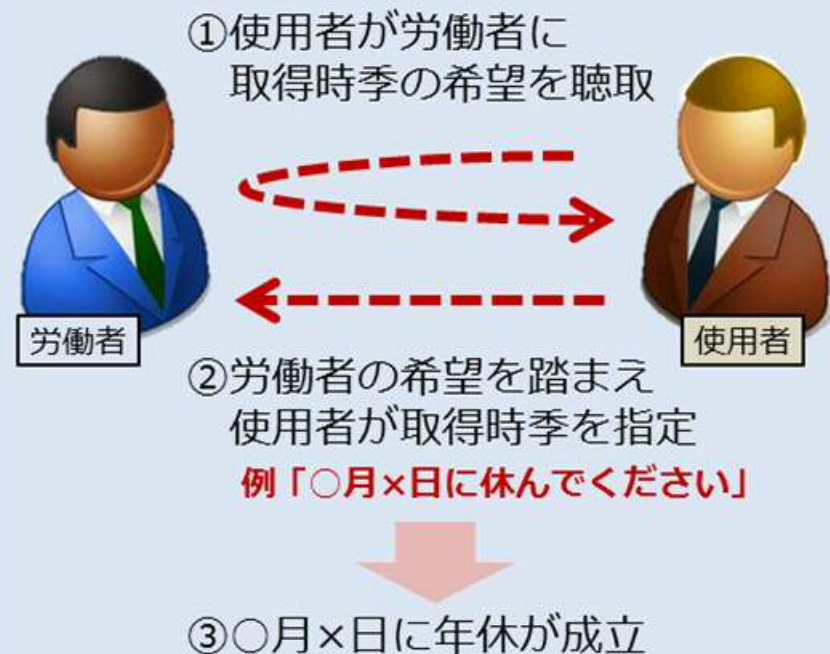 ①使用者が労働者に
取得時季の希望を聴取
労働者
使用者
②労働者の希望を踏まえ
使用者が取得時季を指定
例「○月×日に休んでください」
③○月×日に年休が成立